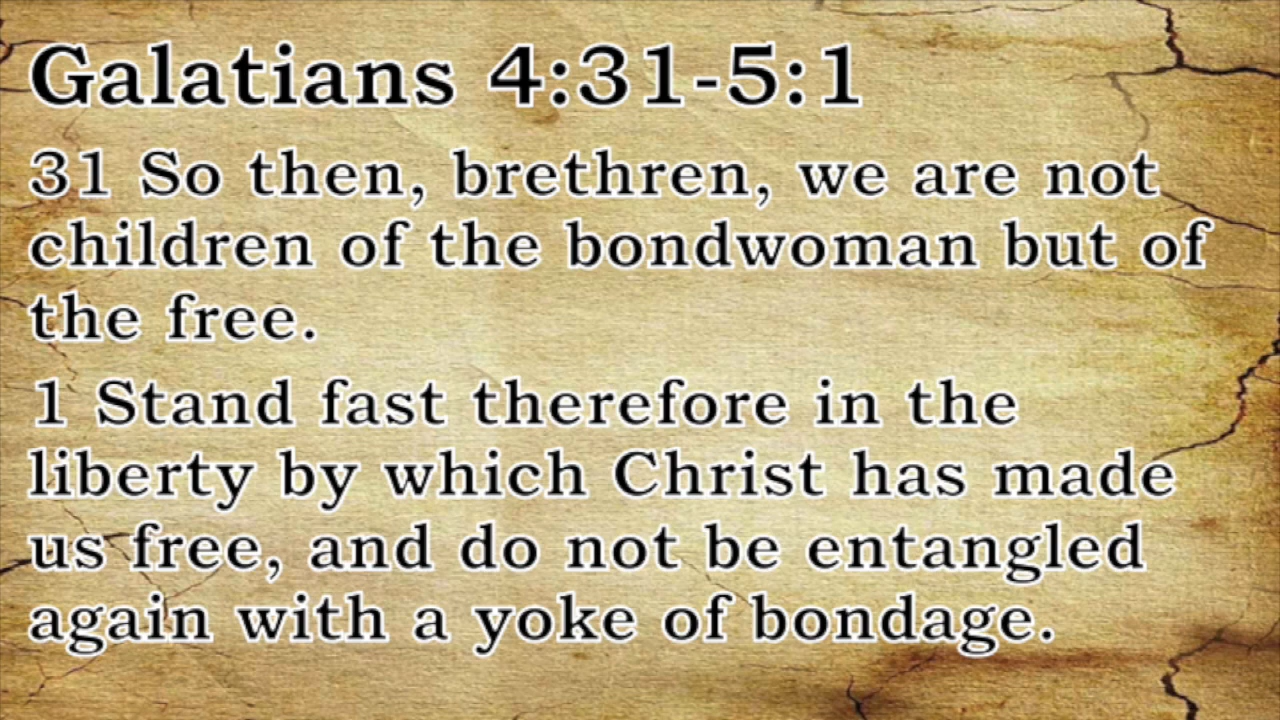 Galatians 4:31-5:1
31 So then, brethren, we are not
children of the bondwoman but of
the free.
1 Stand fast therefore in the
liberty by which Christ has made
us free, and do not be entangled
again with a yoke of bondage.